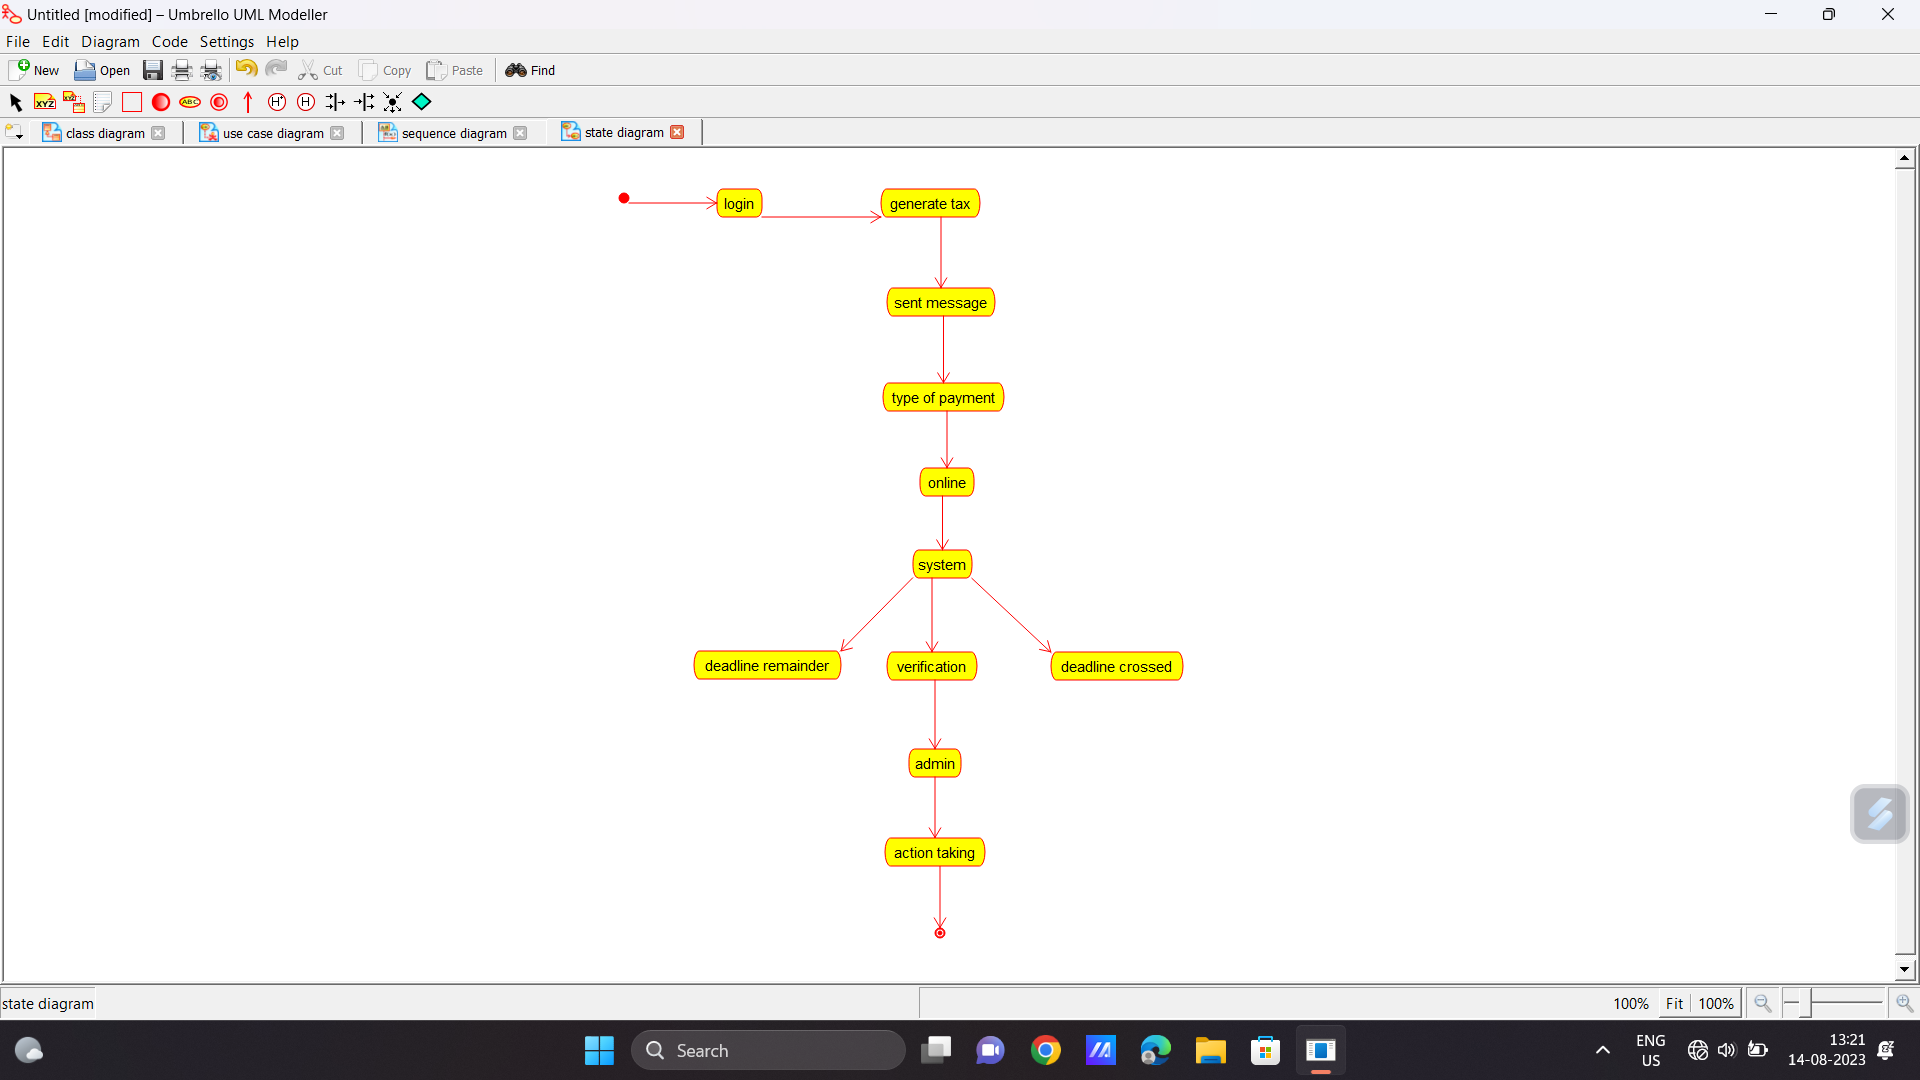 Untitled [modified] – Umbrello UML Modeller
File Edit Diagram Code Settings Help
New Open Cut Copy Paste Find
XYZ XYZ ABC H* H
class diagram use case diagram sequence diagram state diagram
login generate tax
sent message
type of payment
online
system
deadline remainder verification deadline crossed
admin
action taking
state diagram 100% Fit 100%
Search
ENG
US
13:21
14-08-2023